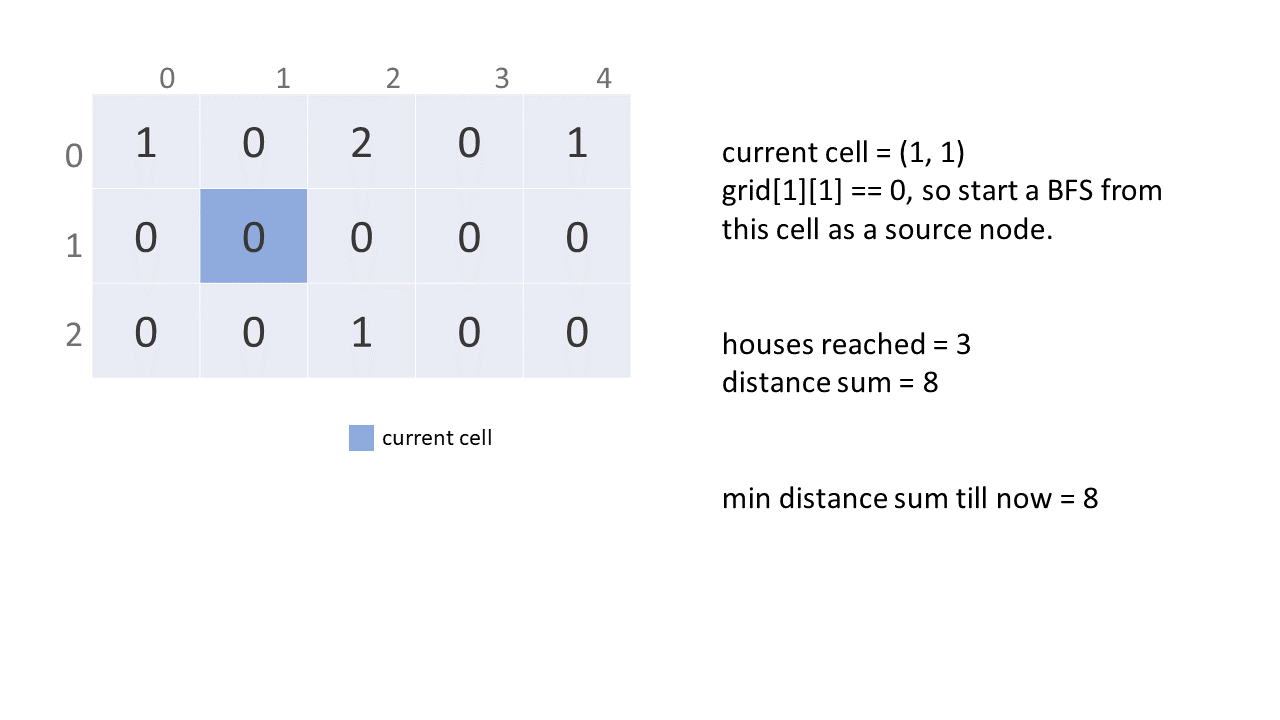 0 1 2 3 4
0 1 0 2 0 1
1 0 0 0 0 0
2 0 0 1 0 0
current cell
current cell = (1, 1)
grid[1][1] == 0, so start a BFS from
this cell as a source node.
houses reached = 3
distance sum = 8
min distance sum till now = 8